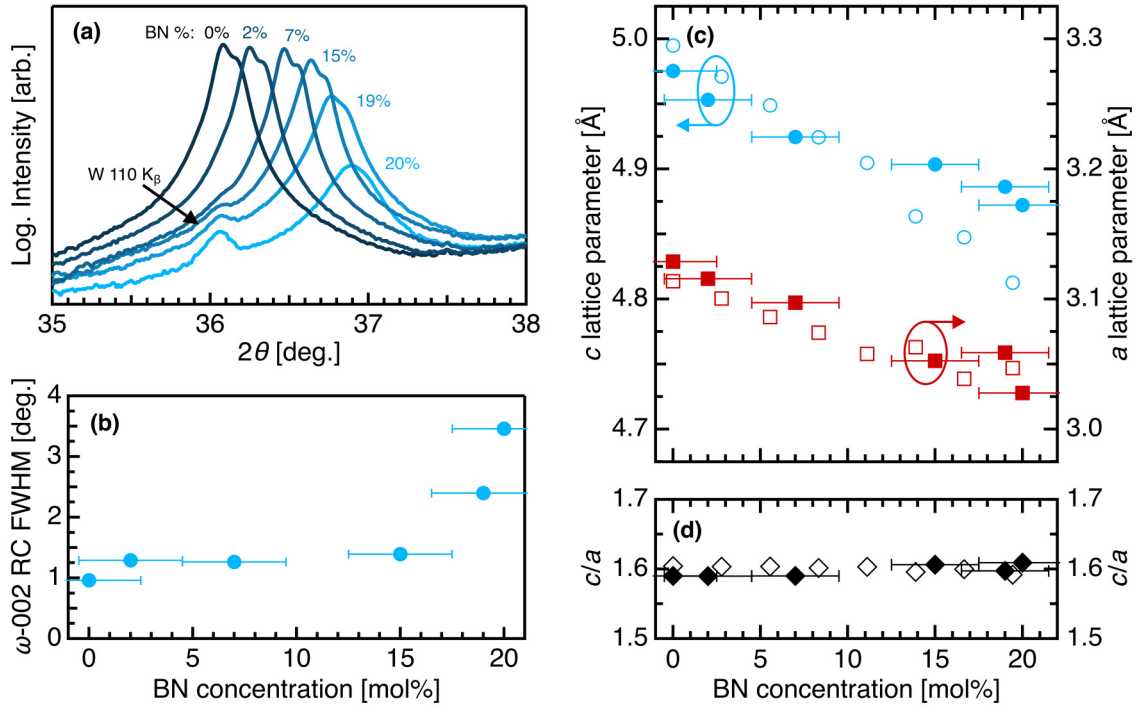 (a)
BN %: 0% 2% 7%
15%
19%
20%
W 110 Kβ
Log. Intensity [arb.]
35 36 37 38
2θ [deg.]
(b)
ω-002 RC FWHM [deg.]
4
3
2
1
0
0 5 10 15 20
BN concentration [mol%]
(c)
c lattice parameter [Å]
5.0
4.9
4.8
4.7
a lattice parameter [Å]
3.3
3.2
3.1
3.0
(d)
c/a
1.7
1.6
1.5
1.7
1.6
1.5
c/a
0 5 10 15 20
BN concentration [mol%]